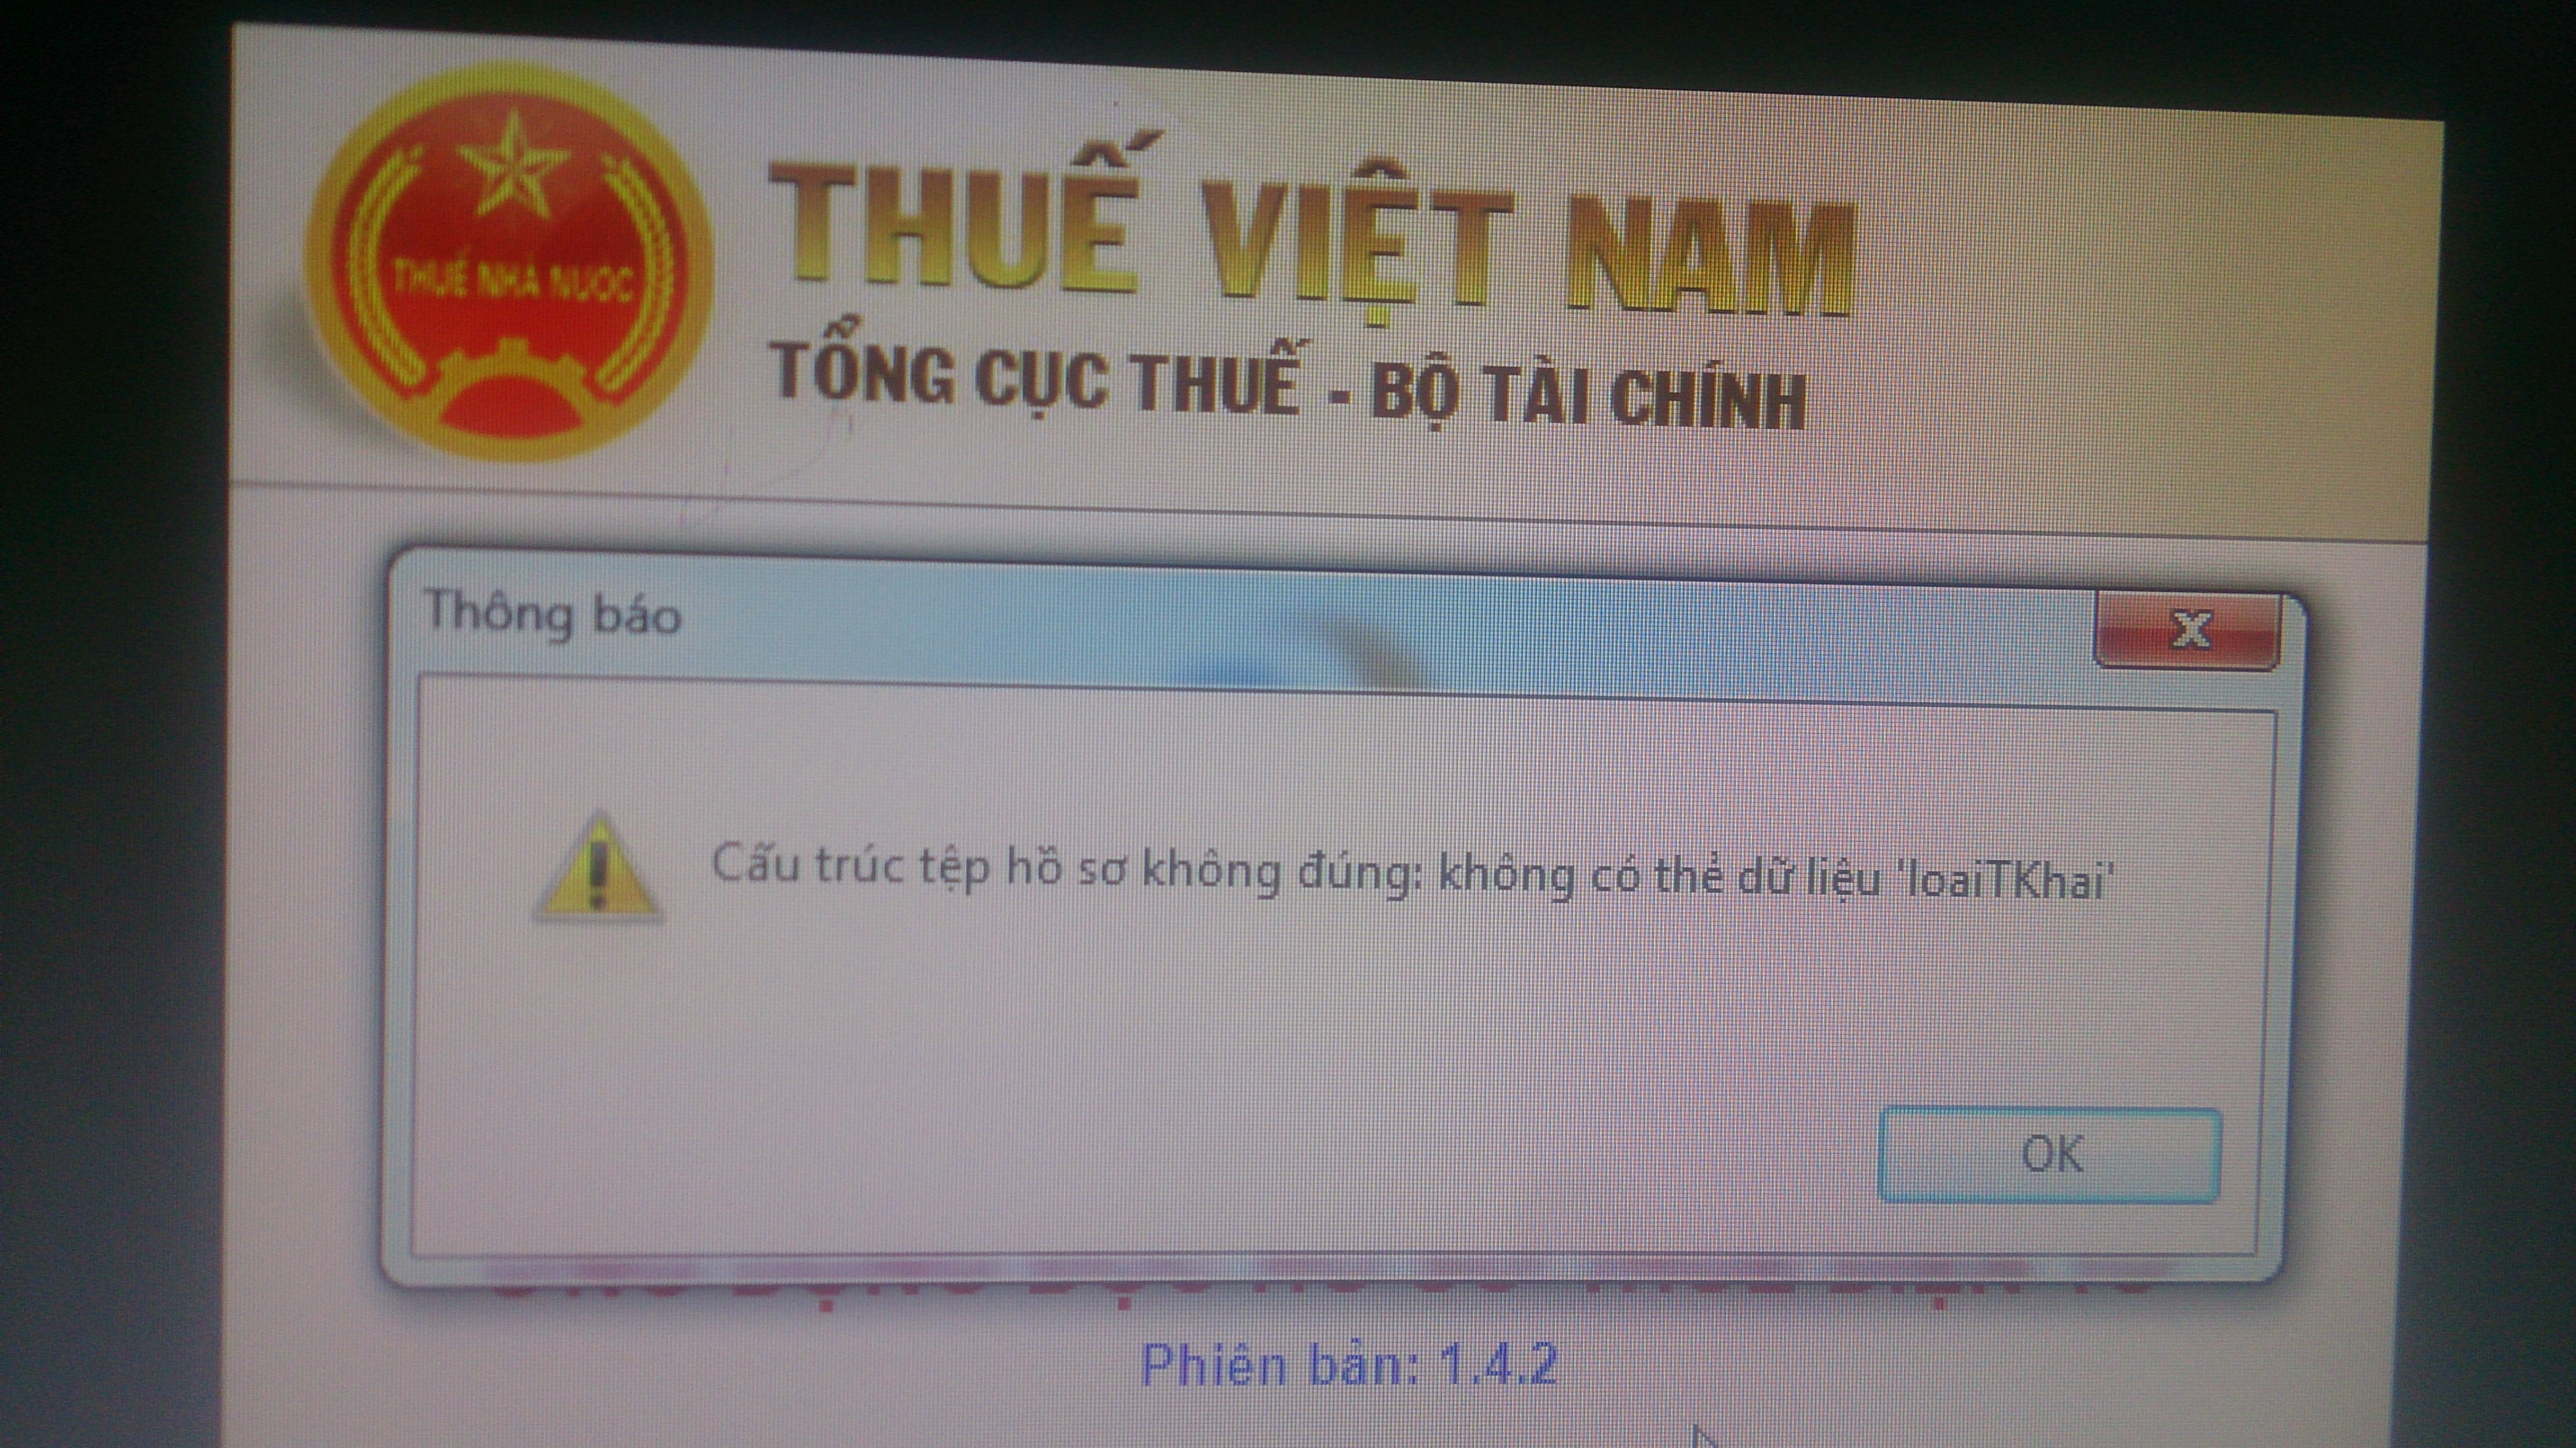 THUẾ NHÀ NƯỚC
THUẾ VIỆT NAM
TỔNG CỤC THUẾ - BỘ TÀI CHÍNH
Thông báo
Cấu trúc tệp hồ sơ không đúng: không có thẻ dữ liệu 'loaiTKhai'
OK
Phiên bản: 1.4.2